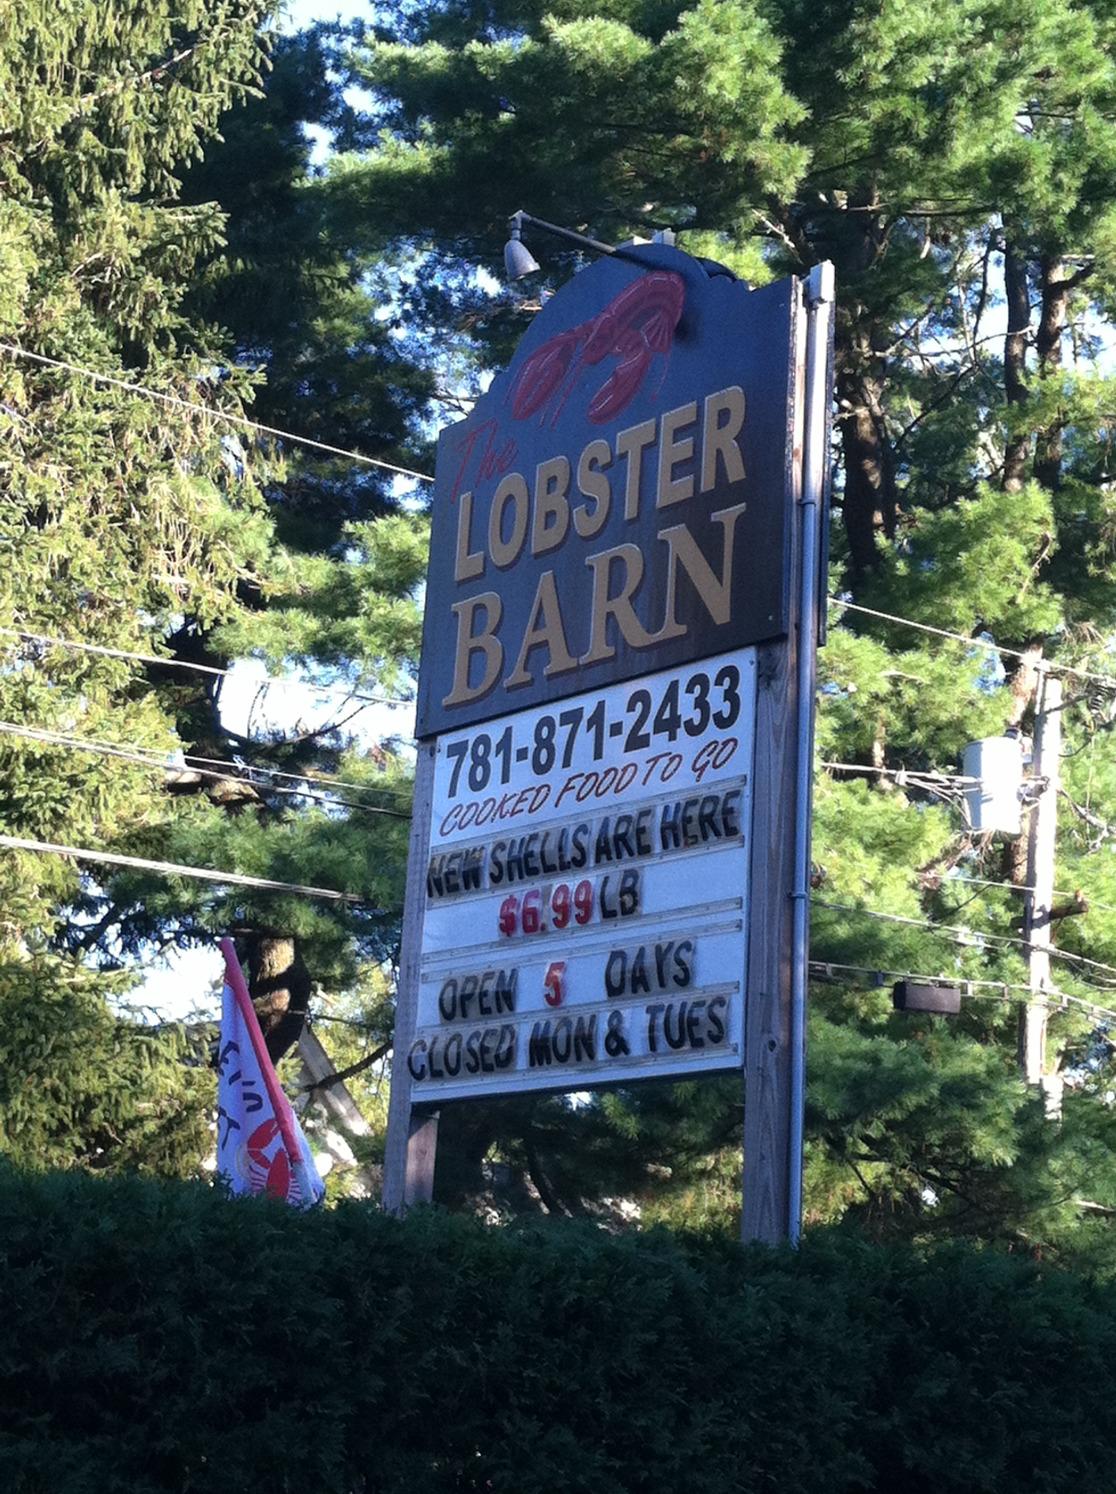 The
LOBSTER
BARN
781-871-2433
COOKED FOOD TO GO
NEW SHELLS ARE HERE
$6.99 LB
OPEN 5 DAYS
CLOSED MON & TUES